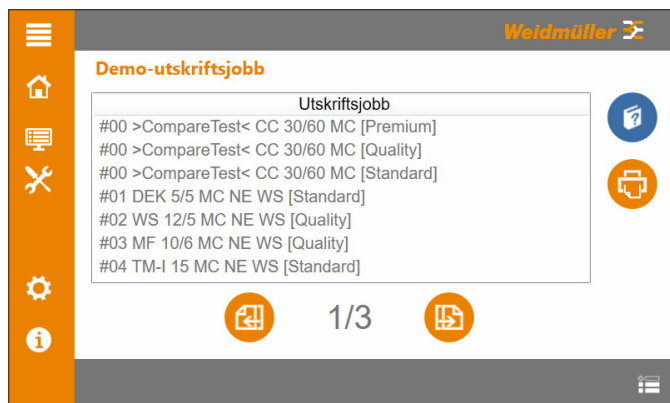 Weidmüller
Demo-utskriftsjobb
Utskriftsjobb
#00 >CompareTest< CC 30/60 MC [Premium]
#00 >CompareTest< CC 30/60 MC [Quality]
#00 >CompareTest< CC 30/60 MC [Standard]
#01 DEK 5/5 MC NE WS [Standard]
#02 WS 12/5 MC NE WS [Quality]
#03 MF 10/6 MC NE WS [Quality]
#04 TM-I 15 MC NE WS [Standard]
1/3